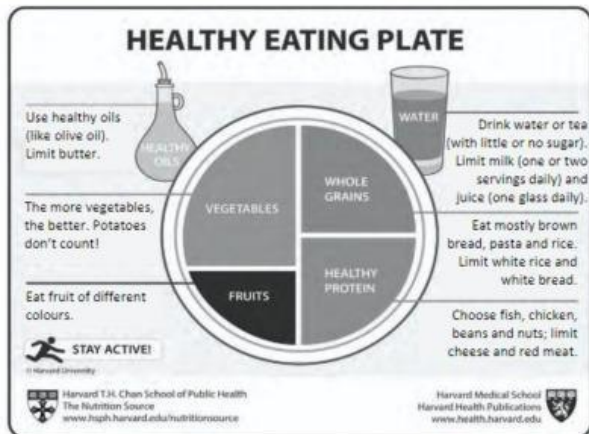 HEALTHY EATING PLATE
Use healthy oils
(like olive oil).
Limit butter.
HEALTHY
OILS
The more vegetables,
the better. Potatoes
don't count!
Eat fruit of different
colours.
STAY ACTIVE!
© Harvard University
VEGETABLES
FRUITS
WHOLE
GRAINS
HEALTHY
PROTEIN
WATER
Drink water or tea
(with little or no sugar).
Limit milk (one or two
servings daily) and
juice (one glass daily).
Eat mostly brown
bread, pasta and rice.
Limit white rice and
white bread.
Choose fish, chicken,
beans and nuts; limit
cheese and red meat.
Harvard T.H. Chan School of Public Health
The Nutrition Source
www.hsph.harvard.edu/nutritionsource
Harvard Medical School
Harvard Health Publications
www.health.harvard.edu